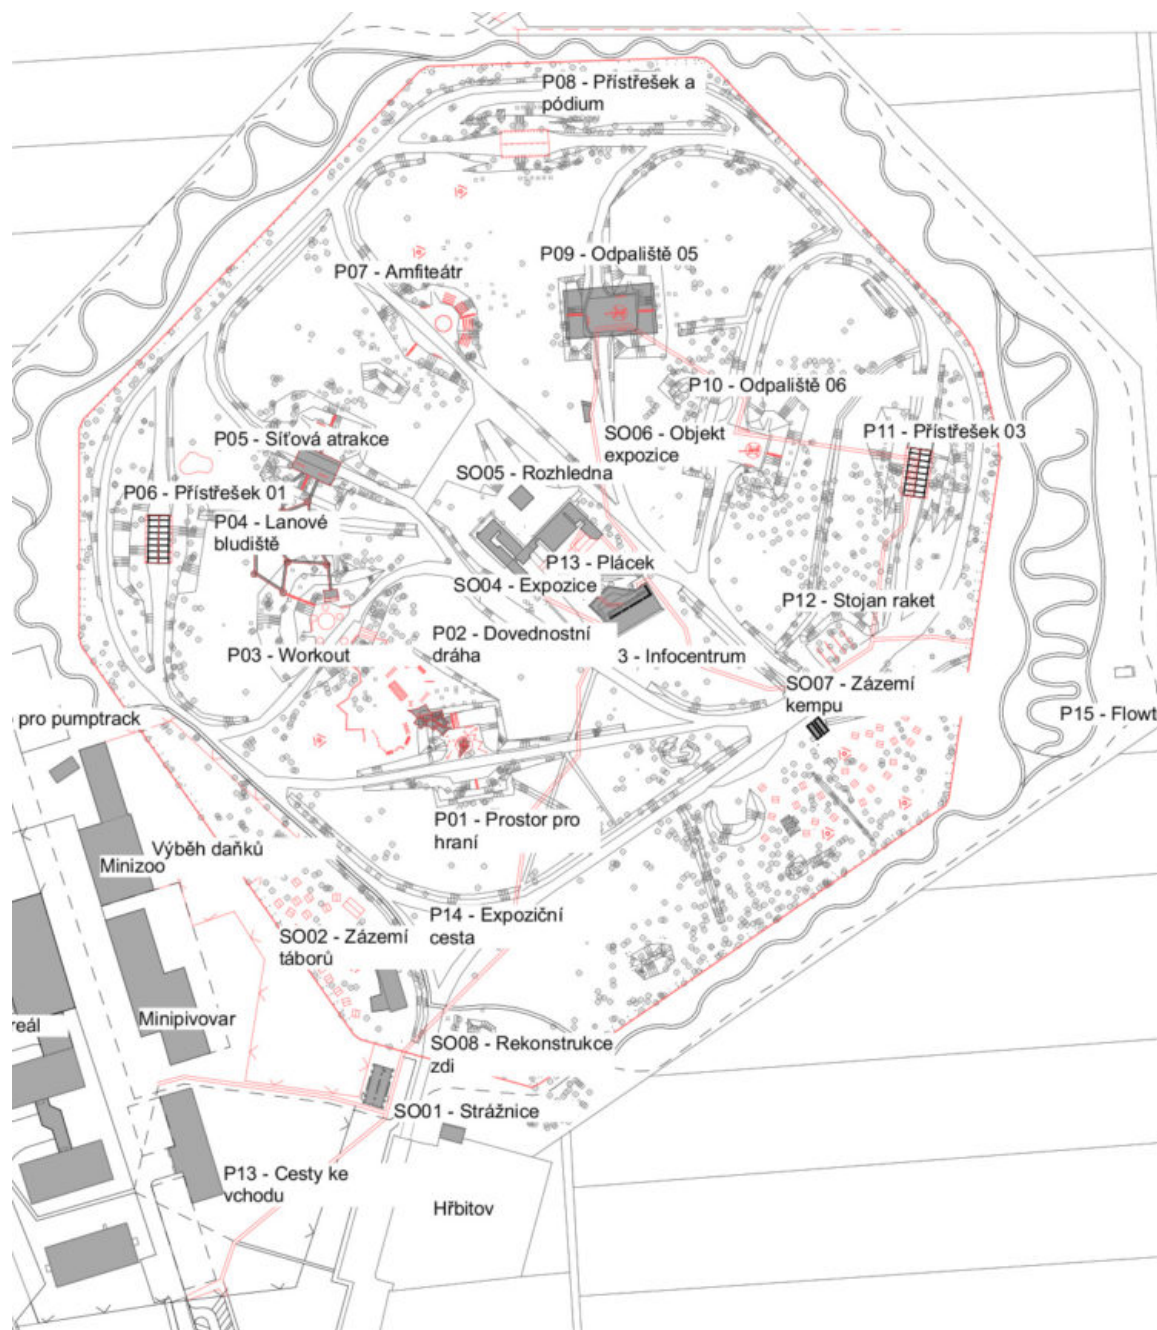 P08 - Přístřešek a
pódium
P07 - Amfiteátr
P09 - Odpaliště 05
P10 - Odpaliště 06
P05 - Síťová atrakce
SO06 - Objekt
expozice
P11 - Přístřešek 03
SO05 - Rozhledna
P06 - Přístřešek 01
P04 - Lanové
bludiště
P13 - Plácek
SO04 - Expozice
P12 - Stojan raket
P02 - Dovednostní
dráha
P03 - Workout
3 - Infocentrum
SO07 - Zázemí
kempu
pro pumptrack
P15 - Flowt
P01 - Prostor pro
hraní
Výběh daňků
Minizoo
P14 - Expoziční
cesta
SO02 - Zázemí
táborů
Minipivovar
reál
SO08 - Rekonstrukce
zdi
SO01 - Strážnice
P13 - Cesty ke
vchodu
Hřbitov